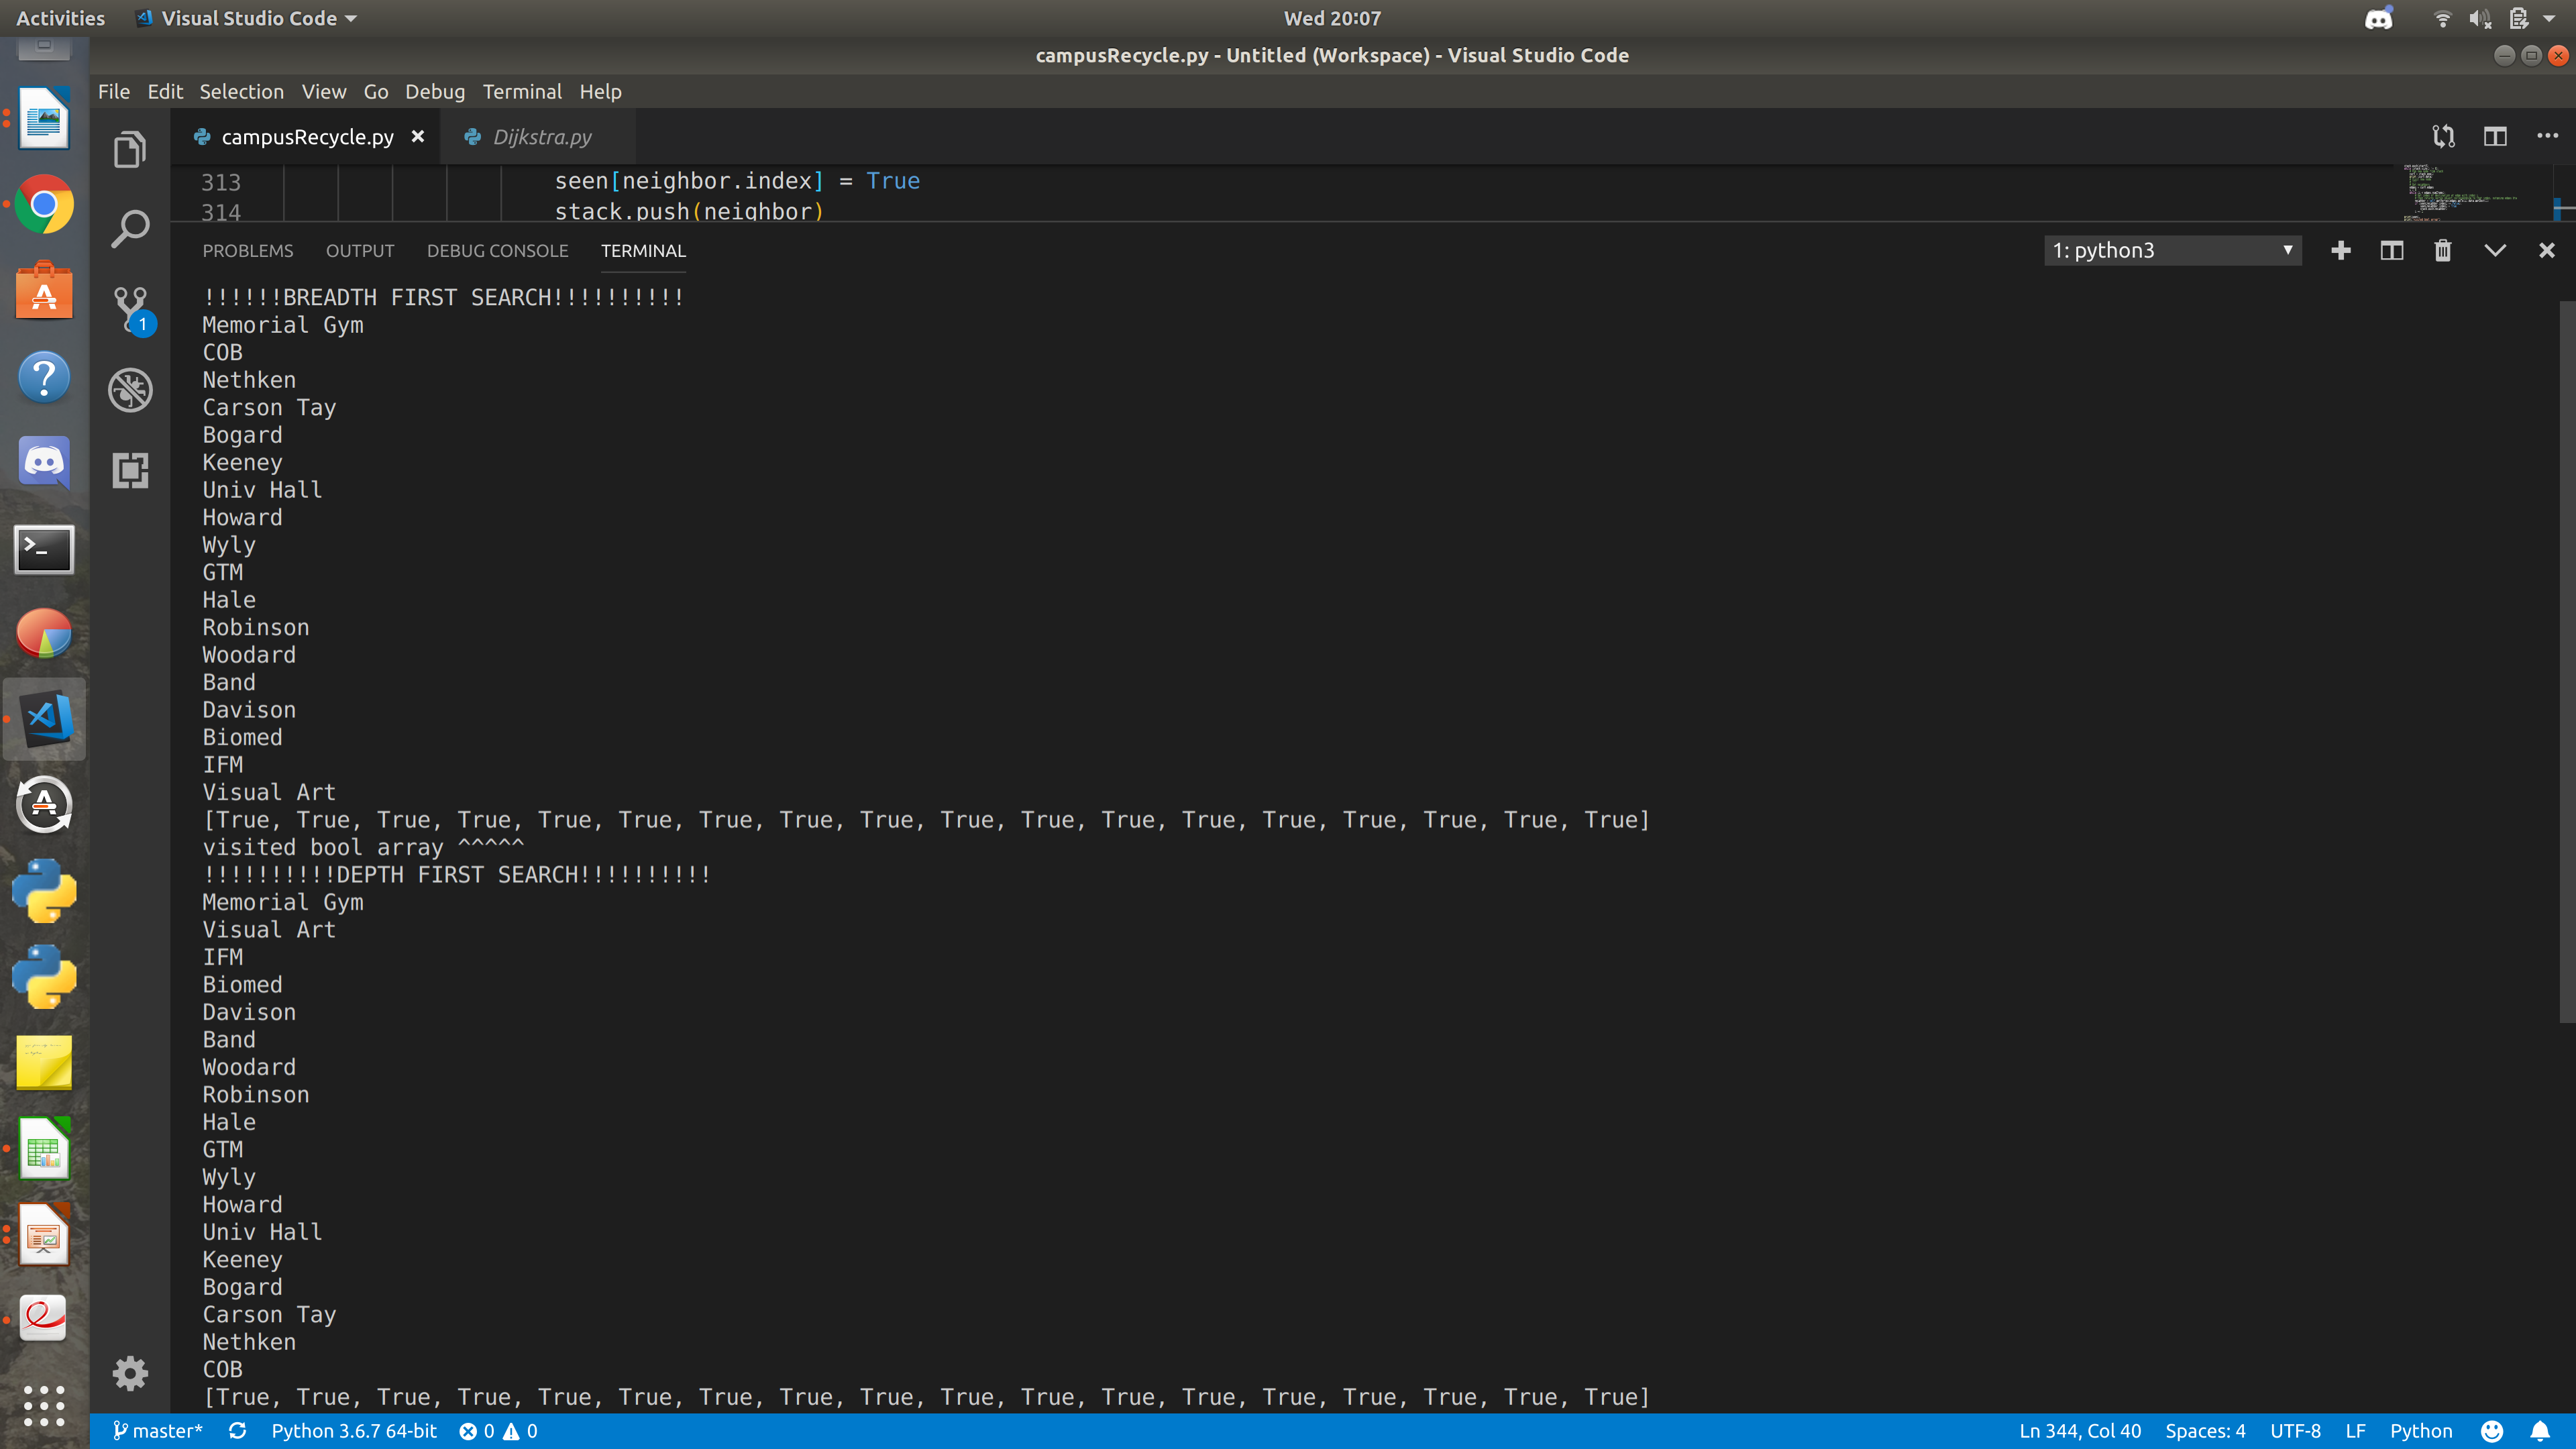 Activities Visual Studio Code Wed 20:07
campusRecycle.py - Untitled (Workspace) - Visual Studio Code
File Edit Selection View Go Debug Terminal Help
campusRecycle.py Dijkstra.py
313 seen[neighbor.index] = True
314 stack.push(neighbor)
PROBLEMS OUTPUT DEBUG CONSOLE TERMINAL 1: python3
!!!!!!BREADTH FIRST SEARCH!!!!!!!!!!
Memorial Gym
COB
Nethken
Carson Tay
Bogard
Keeney
Univ Hall
Howard
Wyly
GTM
Hale
Robinson
Woodard
Band
Davison
Biomed
IFM
Visual Art
[True, True, True, True, True, True, True, True, True, True, True, True, True, True, True, True, True, True]
visited bool array ^^^^^
!!!!!!!!!!DEPTH FIRST SEARCH!!!!!!!!!!
Memorial Gym
Visual Art
IFM
Biomed
Davison
Band
Woodard
Robinson
Hale
GTM
Wyly
Howard
Univ Hall
Keeney
Bogard
Carson Tay
Nethken
COB
[True, True, True, True, True, True, True, True, True, True, True, True, True, True, True, True, True, True]
master* Python 3.6.7 64-bit 0 0 Ln 344, Col 40 Spaces: 4 UTF-8 LF Python
1